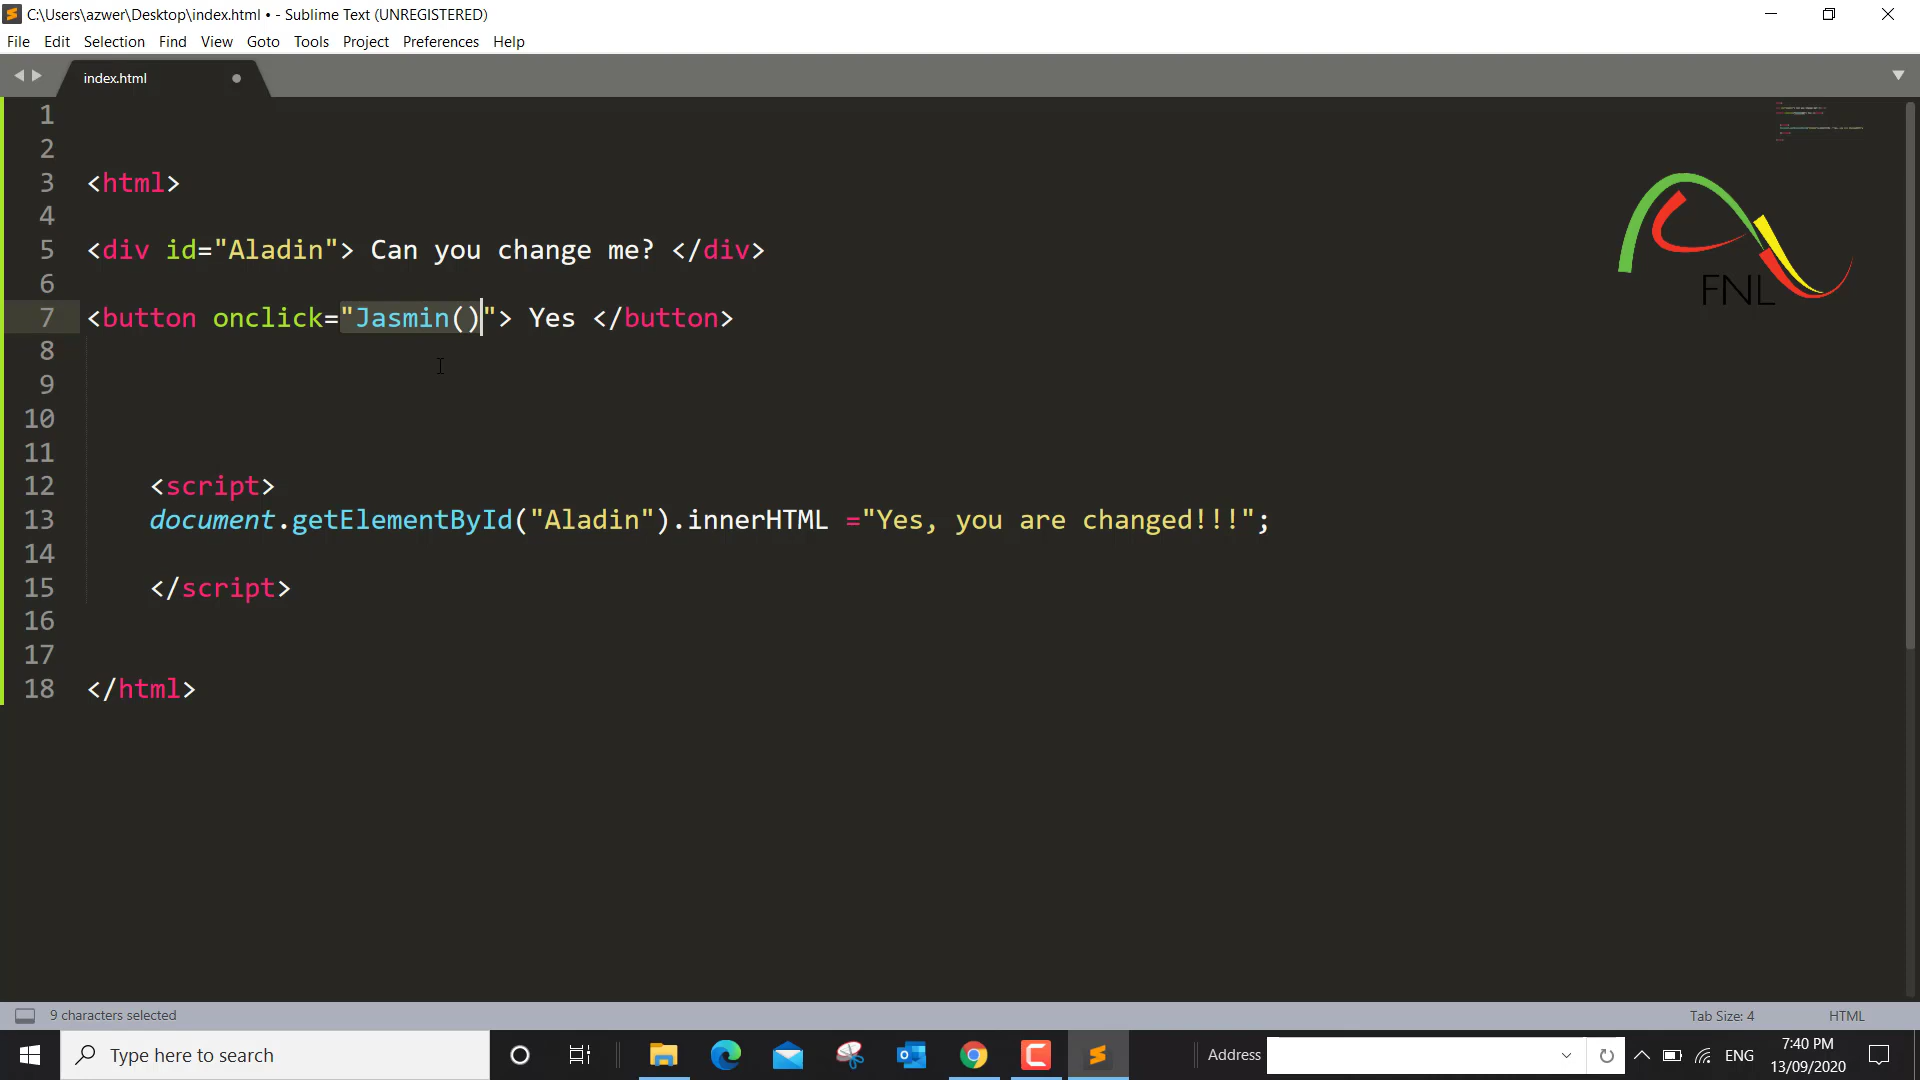 C:\Users\azwer\Desktop\index.html • - Sublime Text (UNREGISTERED)
File Edit Selection Find View Goto Tools Project Preferences Help
index.html
1
2
3 <html>
4
5 <div id="Aladin"> Can you change me? </div>
6
7 <button onclick="Jasmin()"> Yes </button>
8
9
10
11
12 <script>
13 document.getElementById("Aladin").innerHTML ="Yes, you are changed!!!";
14
15 </script>
16
17
18 </html>
FNL
9 characters selected Tab Size: 4 HTML
Type here to search Address ENG 7:40 PM
13/09/2020